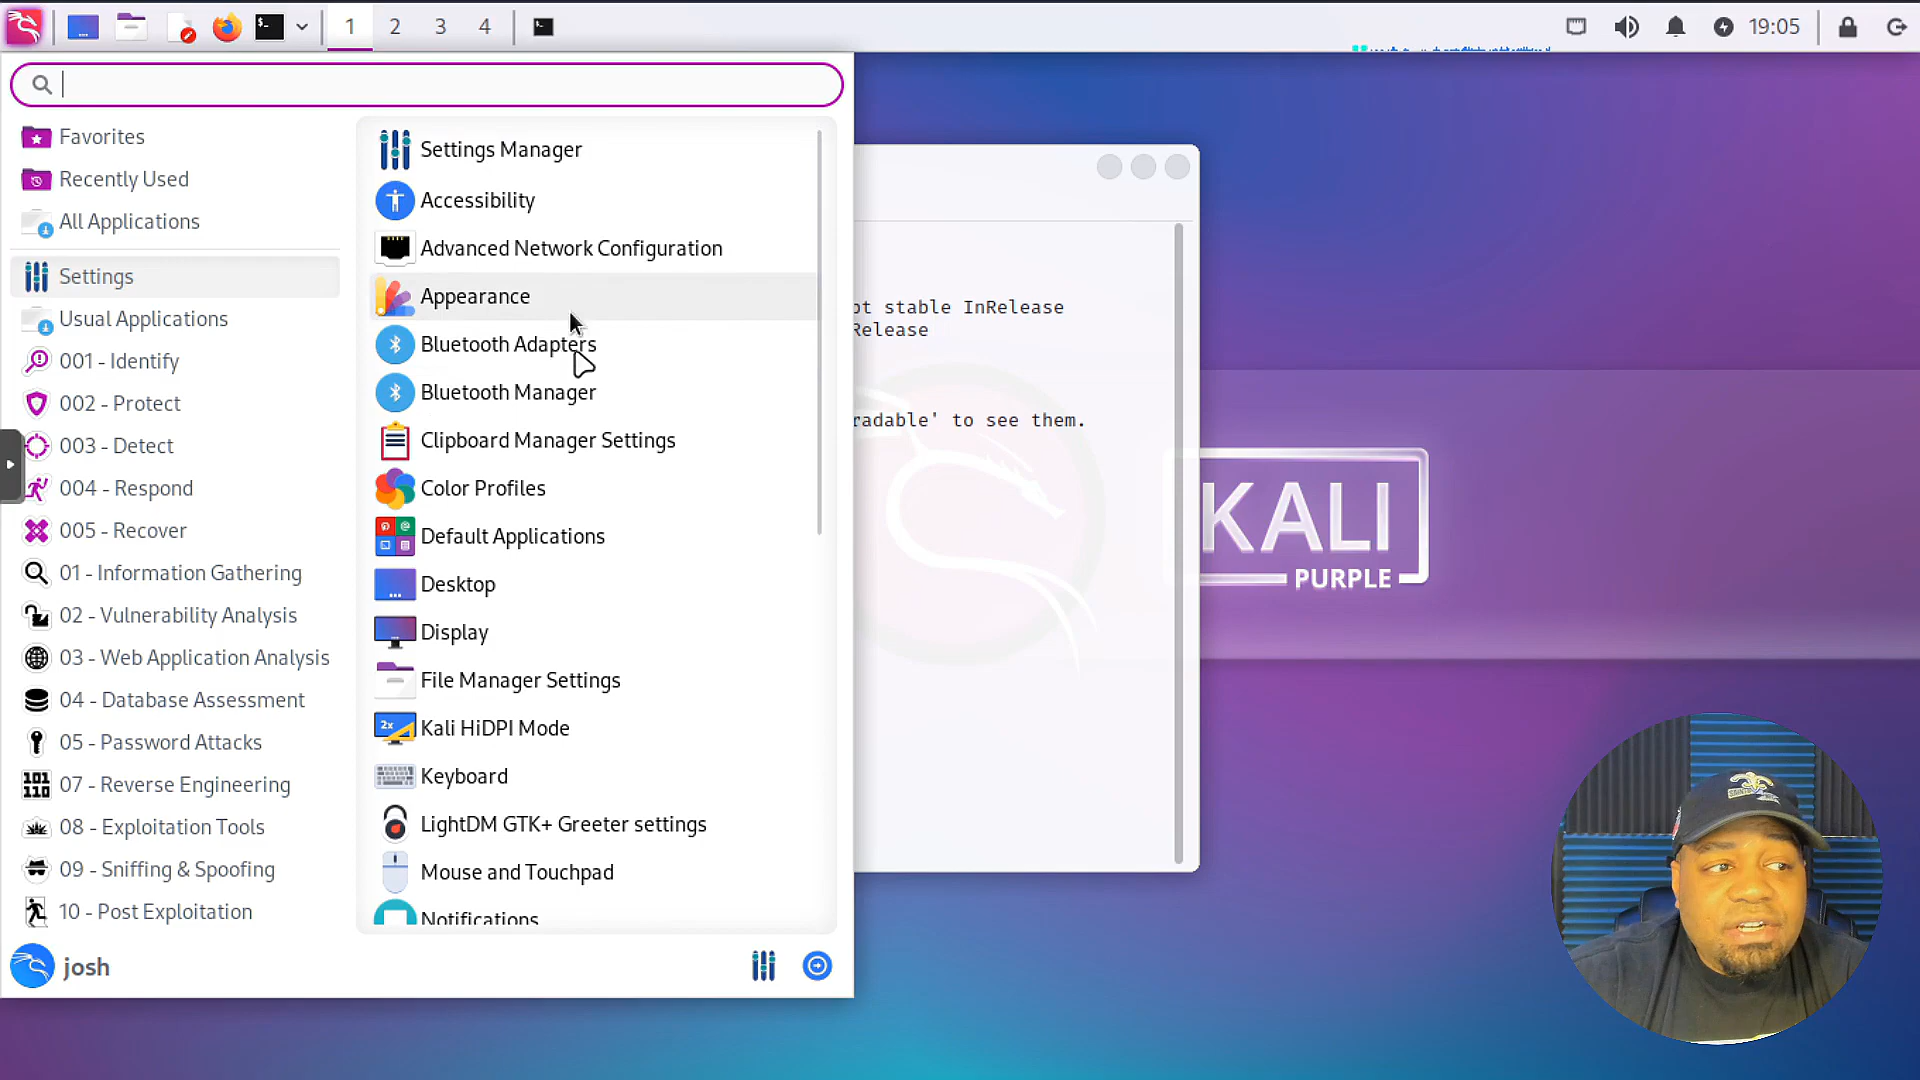 1 2 3 4
19:05
Favorites
Recently Used
All Applications
Settings
Usual Applications
001 - Identify
002 - Protect
003 - Detect
004 - Respond
005 - Recover
01 - Information Gathering
02 - Vulnerability Analysis
03 - Web Application Analysis
04 - Database Assessment
05 - Password Attacks
07 - Reverse Engineering
08 - Exploitation Tools
09 - Sniffing & Spoofing
10 - Post Exploitation
josh
Settings Manager
Accessibility
Advanced Network Configuration
Appearance
Bluetooth Adapters
Bluetooth Manager
Clipboard Manager Settings
Color Profiles
Default Applications
Desktop
Display
File Manager Settings
2x
Kali HiDPI Mode
Keyboard
LightDM GTK+ Greeter settings
Mouse and Touchpad
Notifications
ot stable InRelease
Release
radable' to see them.
KALI
PURPLE